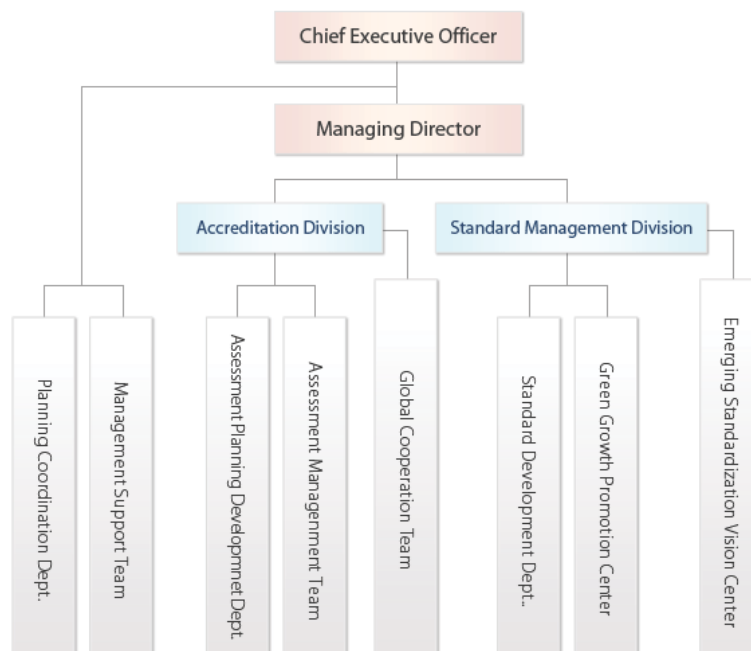 Chief Executive Officer
Managing Director
Accreditation Division
Standard Management Division
Planning Coordination Dept.
Management Support Team
Assessment Planning Developmnet Dept.
Assessment Managenment Team
Global Cooperation Team
Standard Development Dept..
Green Growth Promotion Center
Emerging Standardization Vision Center